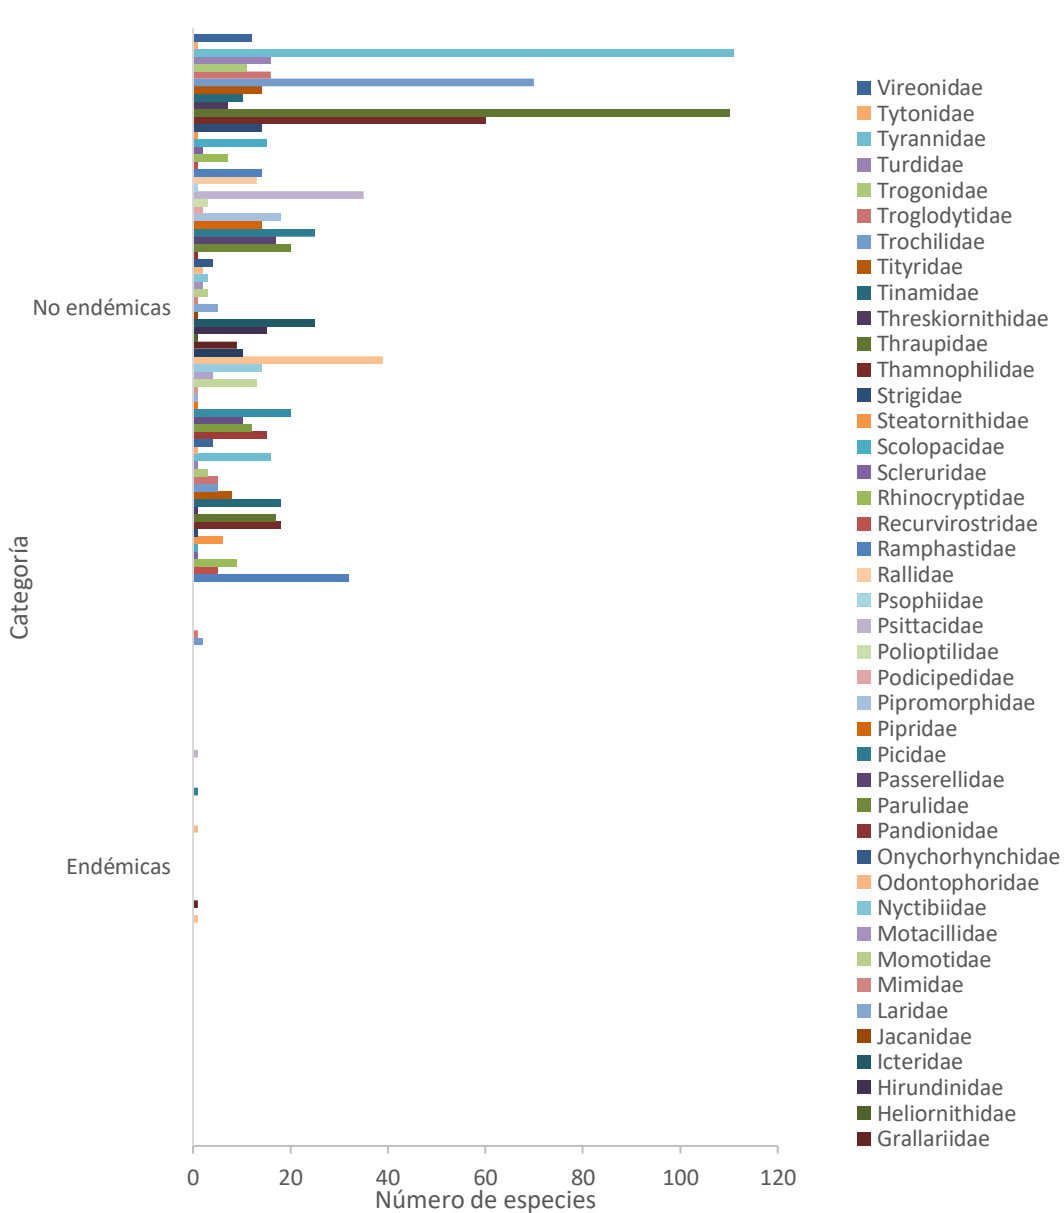 No endémicas
Endémicas
Categoría
0 20 40 60 80 100 120
Número de especies
Vireonidae
Tytonidae
Tyrannidae
Turdidae
Trogonidae
Troglodytidae
Trochilidae
Tityridae
Tinamidae
Threskiornithidae
Thraupidae
Thamnophilidae
Strigidae
Steatornithidae
Scolopacidae
Scleruridae
Rhinocryptidae
Recurvirostridae
Ramphastidae
Rallidae
Psophiidae
Psittacidae
Polioptilidae
Podicipedidae
Pipromorphidae
Pipridae
Picidae
Passerellidae
Parulidae
Pandionidae
Onychorhynchidae
Odontophoridae
Nyctibiidae
Motacillidae
Momotidae
Mimidae
Laridae
Jacanidae
Icteridae
Hirundinidae
Heliornithidae
Grallariidae